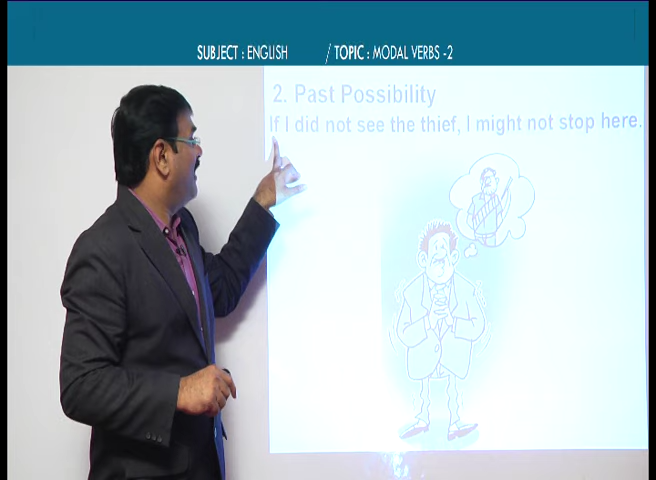 SUBJECT : ENGLISH / TOPIC : MODAL VERBS -2
2. Past Possibility
If I did not see the thief, I might not stop here.